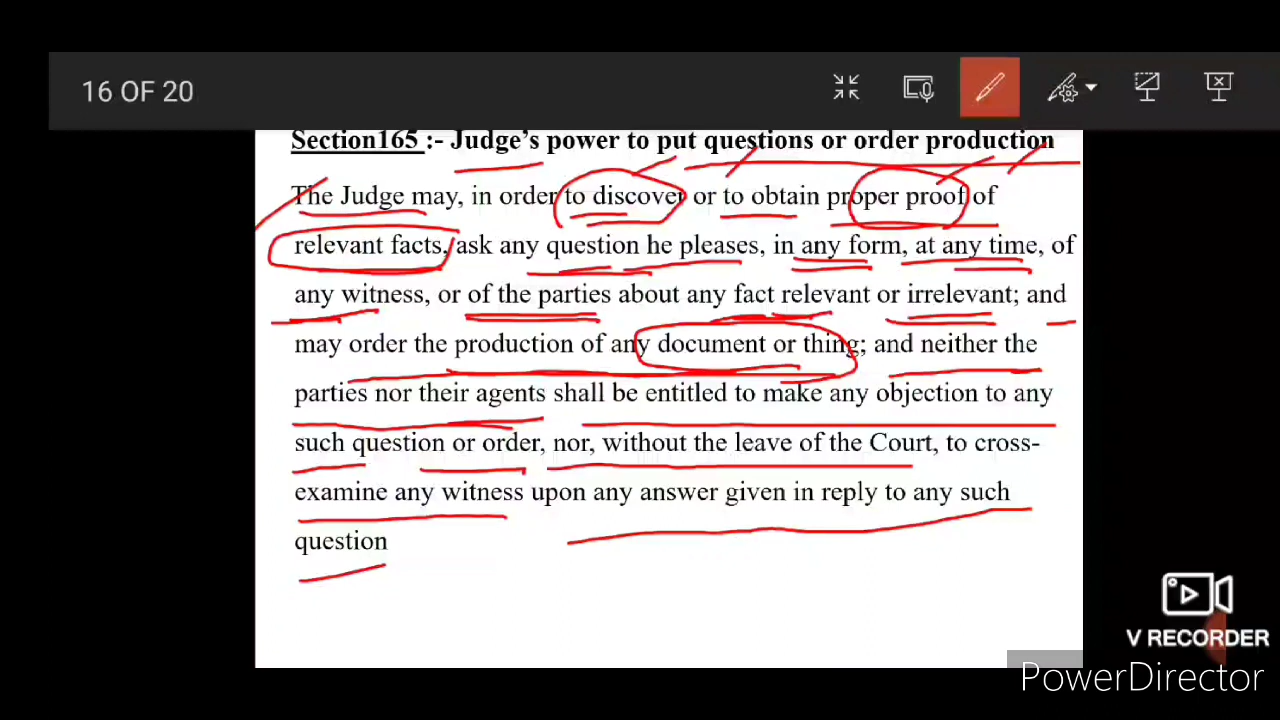 16 OF 20
Section165 :- Judge's power to put questions or order production
The Judge may, in order to discover or to obtain proper proof of
relevant facts, ask any question he pleases, in any form, at any time, of
any witness, or of the parties about any fact relevant or irrelevant; and
may order the production of any document or thing; and neither the
parties nor their agents shall be entitled to make any objection to any
such question or order, nor, without the leave of the Court, to cross-
examine any witness upon any answer given in reply to any such
question
V RECORDER
PowerDirector